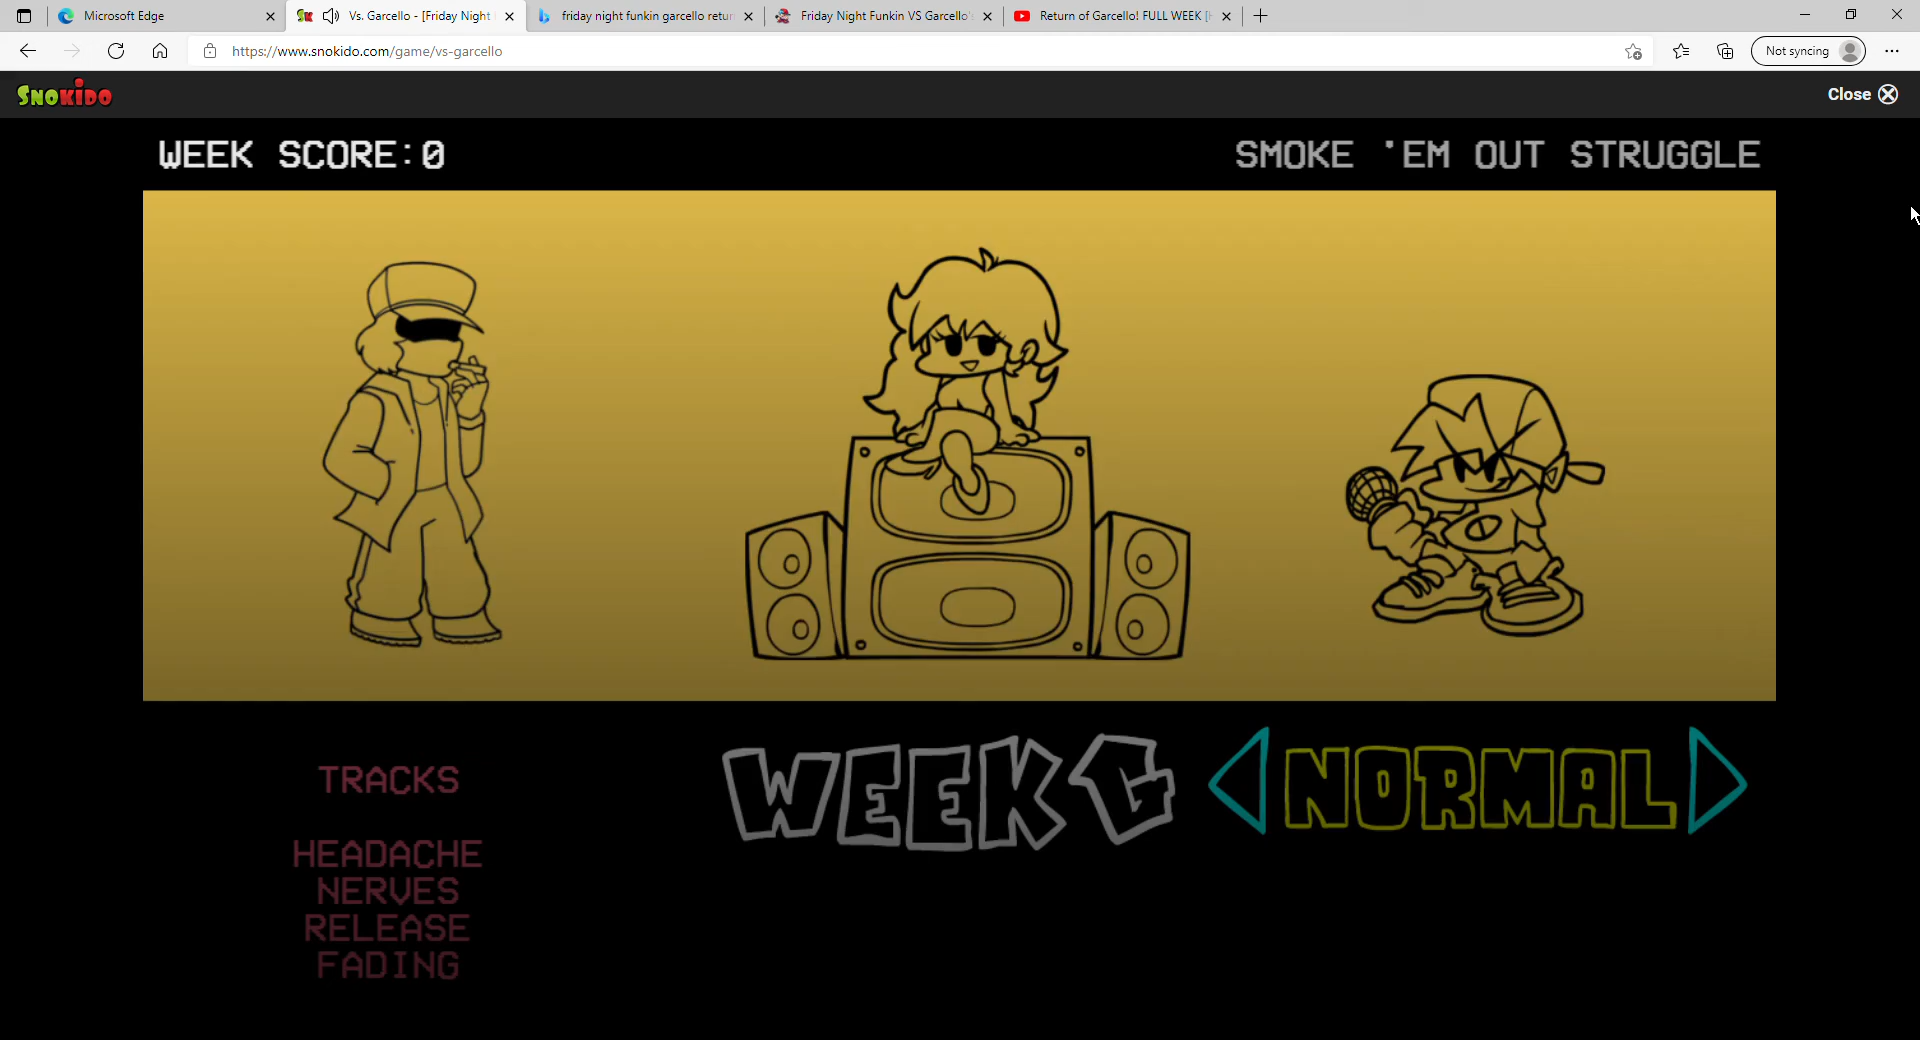 Microsoft Edge
Vs. Garcello - [Friday Night
friday night funkin garcello retur
Friday Night Funkin VS Garcello'
Return of Garcello! FULL WEEK [
https://www.snokido.com/game/vs-garcello
Not syncing
SNOKIDO
Close
WEEK SCORE:0
SMOKE 'EM OUT STRUGGLE
TRACKS
WEEK G
NORMAL
HEADACHE
NERVES
RELEASE
FADING